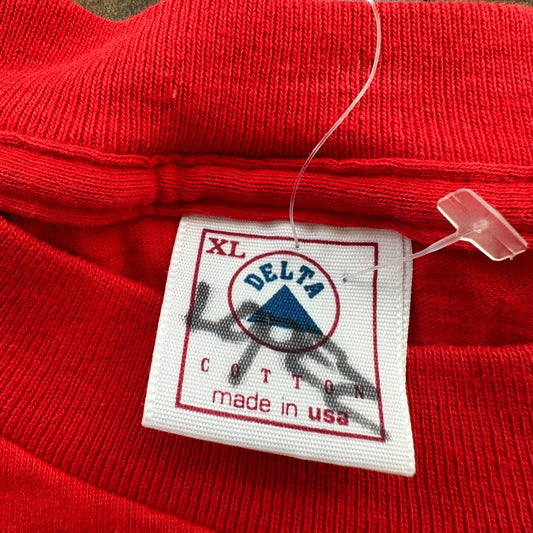 XL
DELTA
COTTON
made in usa